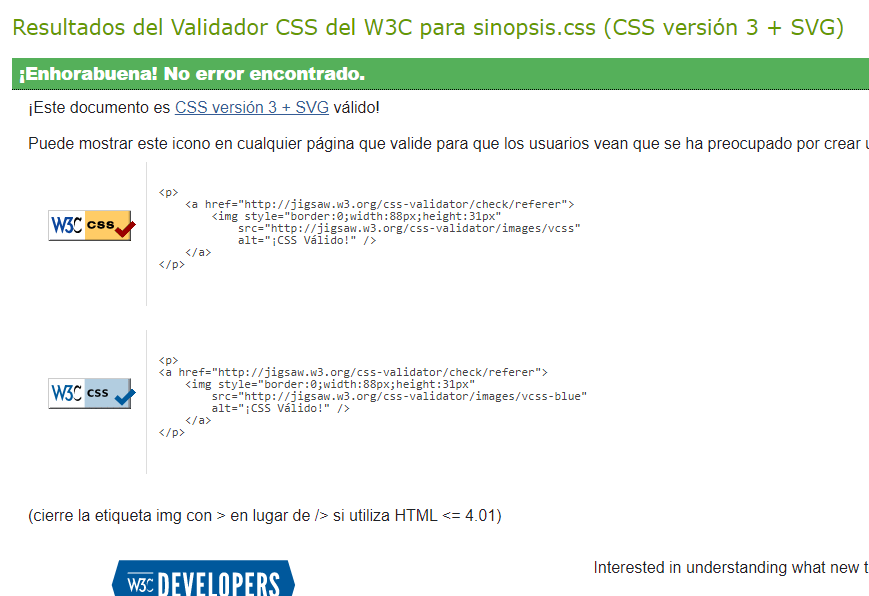 Resultados del Validador CSS del W3C para sinopsis.css (CSS versión 3 + SVG)
¡Enhorabuena! No error encontrado.
¡Este documento es CSS versión 3 + SVG válido!
Puede mostrar este icono en cualquier página que valide para que los usuarios vean que se ha preocupado por crear
W3C css
<p>
<a href="http://jigsaw.w3.org/css-validator/check/referer">
<img style="border:0;width:88px;height:31px"
src="http://jigsaw.w3.org/css-validator/images/vcss"
alt="¡CSS Válido!" />
</a>
</p>
W3C css
<p>
<a href="http://jigsaw.w3.org/css-validator/check/referer">
<img style="border:0;width:88px;height:31px"
src="http://jigsaw.w3.org/css-validator/images/vcss-blue"
alt="¡CSS Válido!" />
</a>
</p>
(cierre la etiqueta img con > en lugar de /> si utiliza HTML <= 4.01)
W3C DEVELOPERS
Interested in understanding what new